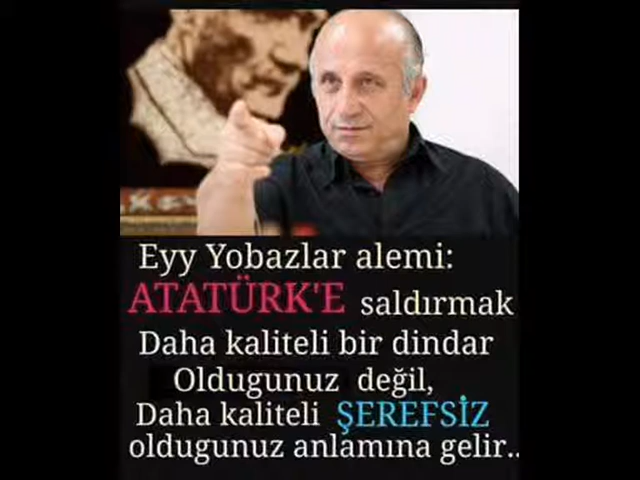 Eyy Yobazlar alemi:
ATATÜRK'E saldırmak
Daha kaliteli bir dindar
Oldugunuz değil,
Daha kaliteli ŞEREFSİZ
oldugunuz anlamına gelir..